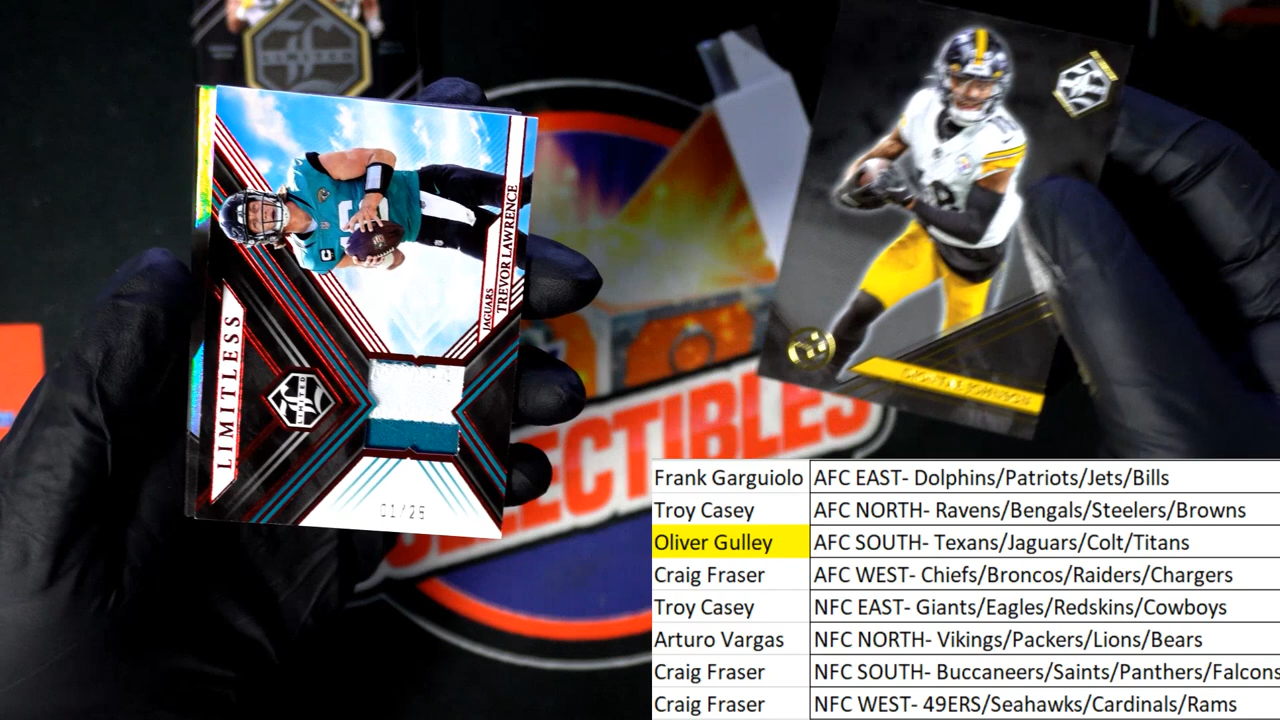 LIMITED
LIMITLESS
LIMITED
JAGUARS
TREVOR LAWRENCE
01/25
COLLECTIBLES
Frank Garguiolo AFC EAST- Dolphins/Patriots/Jets/Bills
Troy Casey AFC NORTH- Ravens/Bengals/Steelers/Browns
Oliver Gulley AFC SOUTH- Texans/Jaguars/Colt/Titans
Craig Fraser AFC WEST- Chiefs/Broncos/Raiders/Chargers
Troy Casey NFC EAST- Giants/Eagles/Redskins/Cowboys
Arturo Vargas NFC NORTH- Vikings/Packers/Lions/Bears
Craig Fraser NFC SOUTH- Buccaneers/Saints/Panthers/Falcons
Craig Fraser NFC WEST- 49ERS/Seahawks/Cardinals/Rams